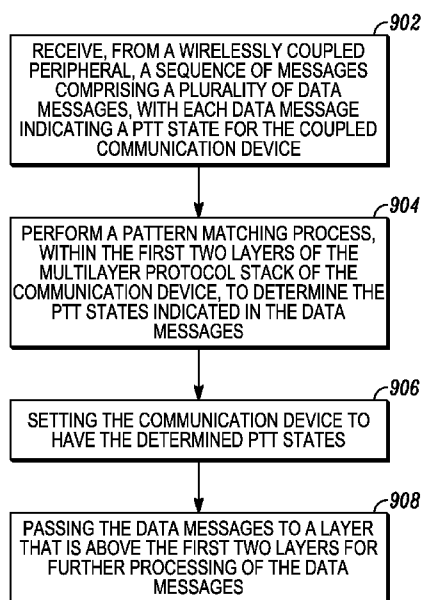 902
RECEIVE, FROM A WIRELESSLY COUPLED
PERIPHERAL, A SEQUENCE OF MESSAGES
COMPRISING A PLURALITY OF DATA
MESSAGES, WITH EACH DATA MESSAGE
INDICATING A PTT STATE FOR THE COUPLED
COMMUNICATION DEVICE
904
PERFORM A PATTERN MATCHING PROCESS,
WITHIN THE FIRST TWO LAYERS OF THE
MULTILAYER PROTOCOL STACK OF THE
COMMUNICATION DEVICE, TO DETERMINE THE
PTT STATES INDICATED IN THE DATA
MESSAGES
906
SETTING THE COMMUNICATION DEVICE TO
HAVE THE DETERMINED PTT STATES
908
PASSING THE DATA MESSAGES TO A LAYER
THAT IS ABOVE THE FIRST TWO LAYERS FOR
FURTHER PROCESSING OF THE DATA
MESSAGES